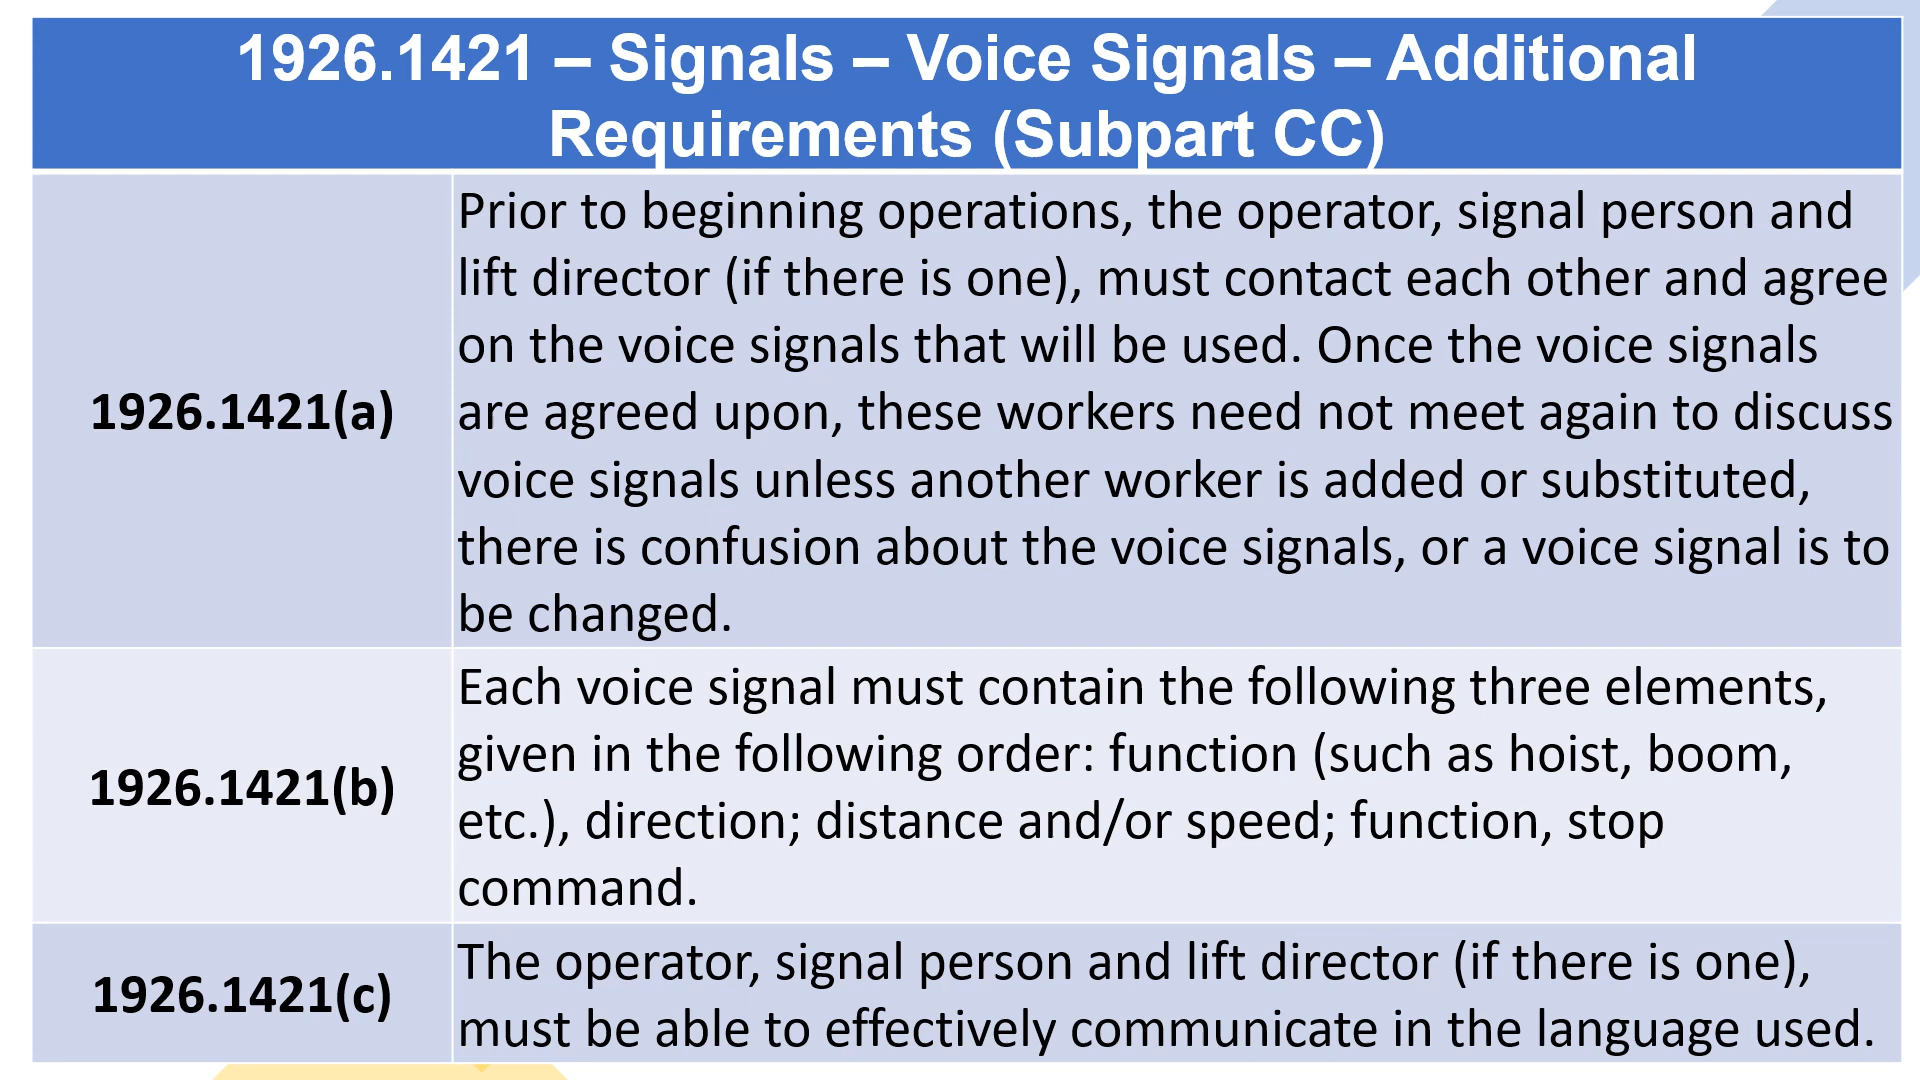 1926.1421 – Signals – Voice Signals – Additional
Requirements (Subpart CC)
1926.1421(a)
Prior to beginning operations, the operator, signal person and
lift director (if there is one), must contact each other and agree
on the voice signals that will be used. Once the voice signals
are agreed upon, these workers need not meet again to discuss
voice signals unless another worker is added or substituted,
there is confusion about the voice signals, or a voice signal is to
be changed.
1926.1421(b)
Each voice signal must contain the following three elements,
given in the following order: function (such as hoist, boom,
etc.), direction; distance and/or speed; function, stop
command.
1926.1421(c)
The operator, signal person and lift director (if there is one),
must be able to effectively communicate in the language used.